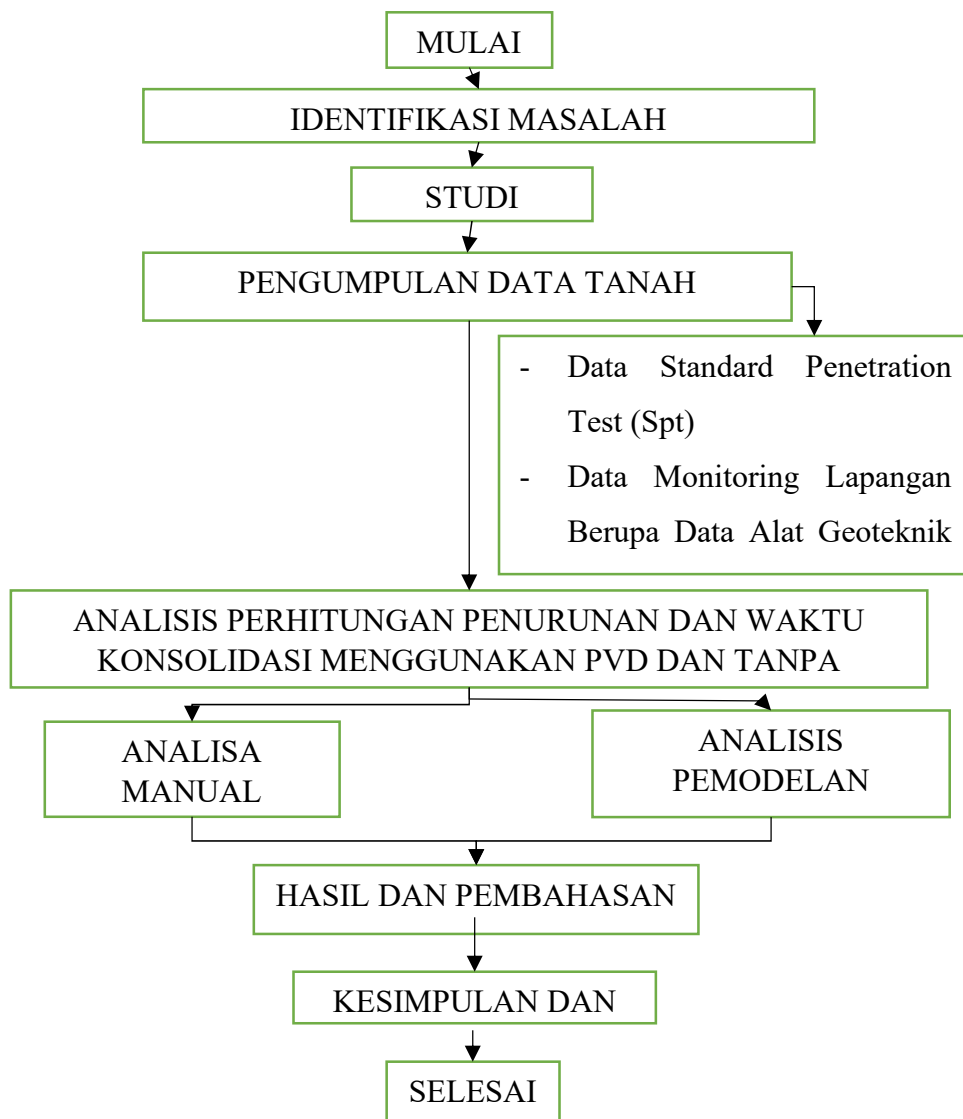 MULAI
IDENTIFIKASI MASALAH
STUDI
PENGUMPULAN DATA TANAH
- Data Standard Penetration
Test (Spt)
- Data Monitoring Lapangan
Berupa Data Alat Geoteknik
ANALISIS PERHITUNGAN PENURUNAN DAN WAKTU
KONSOLIDASI MENGGUNAKAN PVD DAN TANPA
ANALISA
MANUAL
ANALISIS
PEMODELAN
HASIL DAN PEMBAHASAN
KESIMPULAN DAN
SELESAI